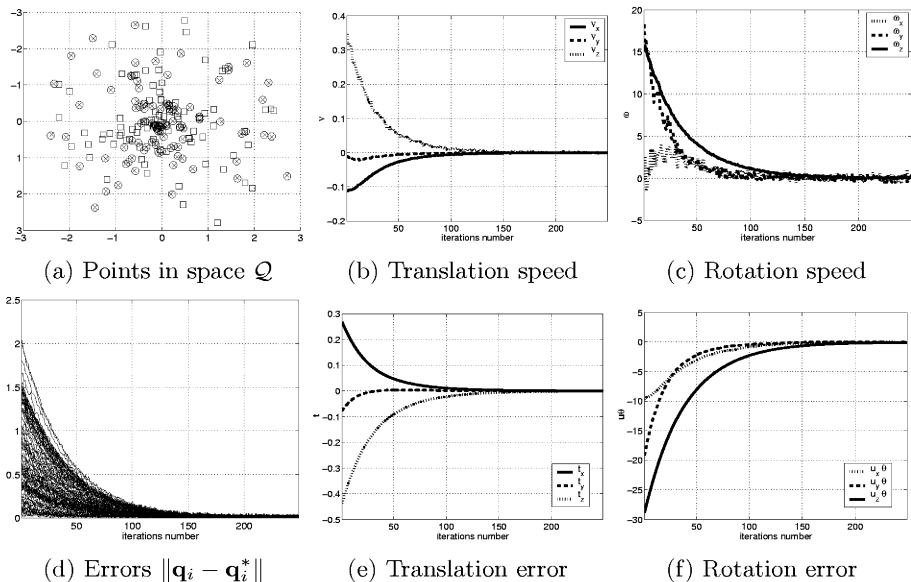 −3
−2
−1
0
1
2
3
−3 −2 −1 0 1 2 3
(a) Points in space Q
0.4
0.3
0.2
0.1
0
−0.1
−0.2
v
50 100 150 200
iterations number
v_x
v_y
v_z
(b) Translation speed
20
15
10
5
0
−5
ω
50 100 150 200
iterations number
ω_x
ω_y
ω_z
(c) Rotation speed
2.5
2
1.5
1
0.5
0
50 100 150 200
iterations number
(d) Errors ‖q_i − q_i^*‖
0.3
0.2
0.1
0
−0.1
−0.2
−0.3
−0.4
−0.5
t
50 100 150 200
iterations number
t_x
t_y
t_z
(e) Translation error
5
0
−5
−10
−15
−20
−25
−30
uθ
50 100 150 200
iterations number
u_x θ
u_y θ
u_z θ
(f) Rotation error